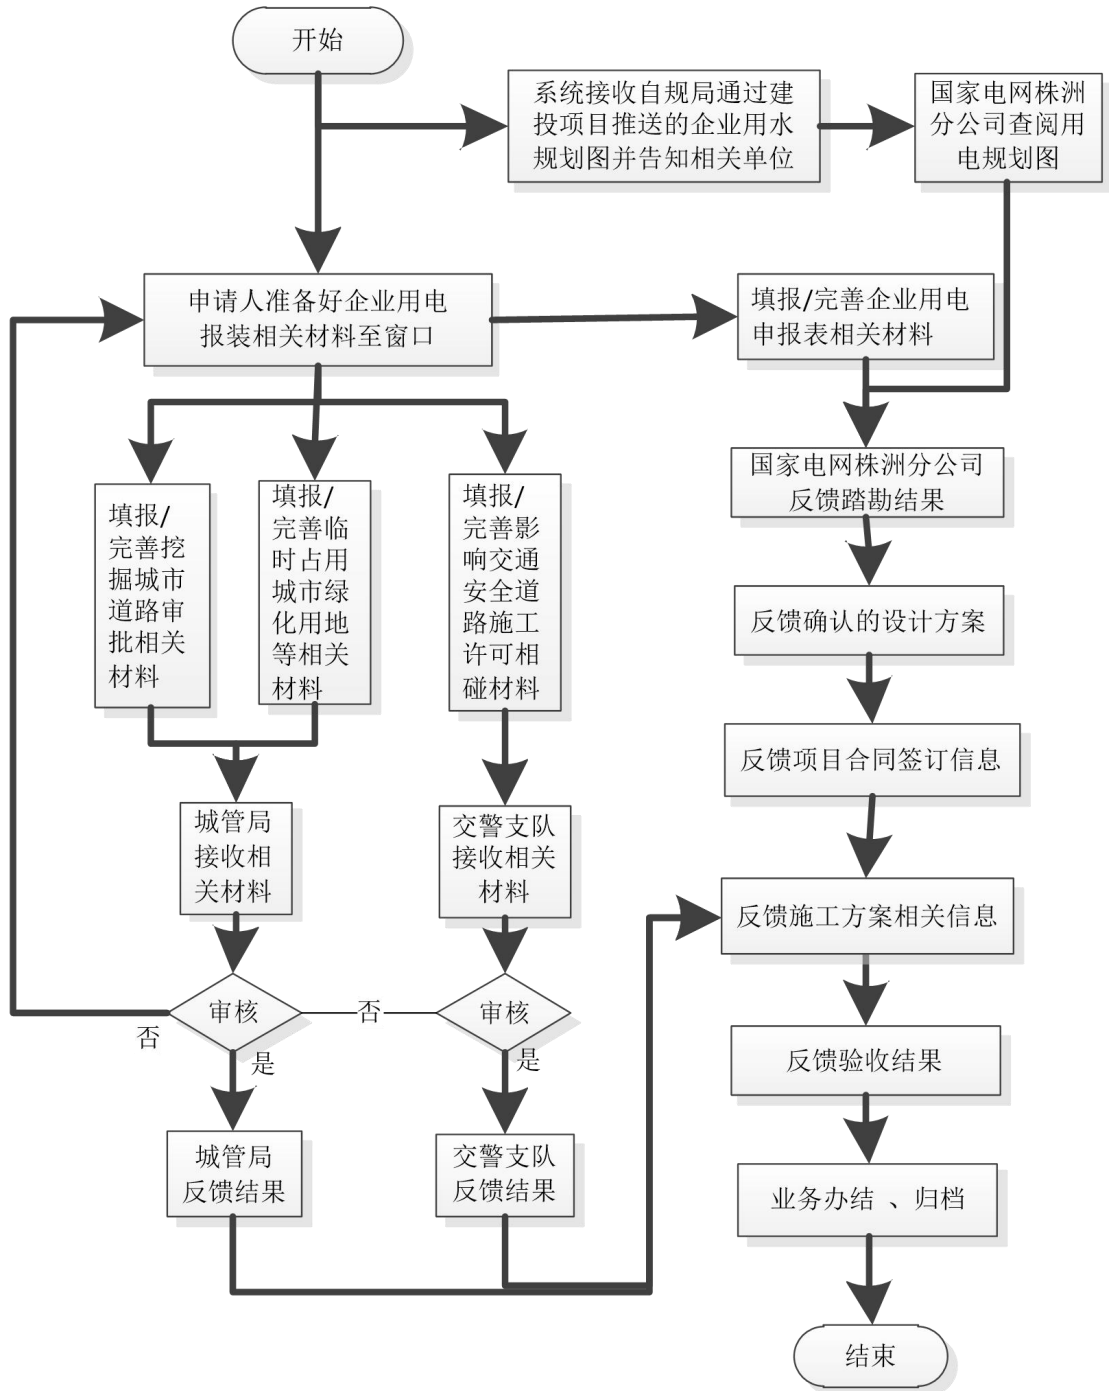 开始
系统接收自规局通过建
投项目推送的企业用水
规划图并告知相关单位
国家电网株洲
分公司查阅用
电规划图
申请人准备好企业用电
报装相关材料至窗口
填报/完善企业用电
申报表相关材料
填报/
完善挖
掘城市
道路审
批相关
材料
填报/
完善临
时占用
城市绿
化用地
等相关
材料
填报/
完善影
响交通
安全道
路施工
许可相
碰材料
国家电网株洲分公司
反馈踏勘结果
反馈确认的设计方案
反馈项目合同签订信息
城管局
接收相
关材料
交警支队
接收相关
材料
反馈施工方案相关信息
审核
否
审核
否
是
是
反馈验收结果
城管局
反馈结果
交警支队
反馈结果
业务办结 、归档
结束